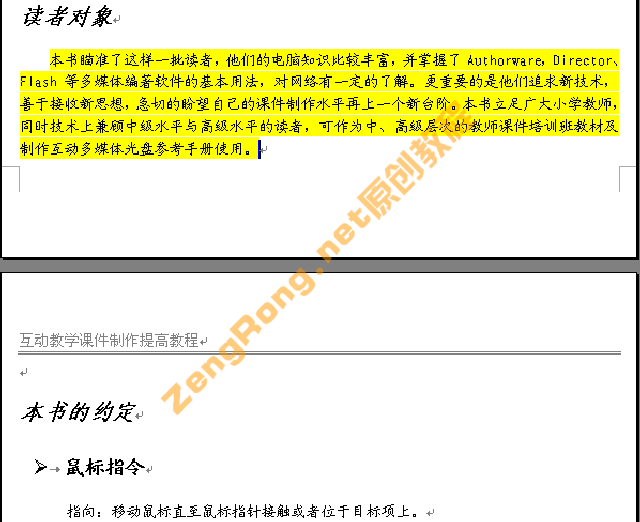 读者对象
本书瞄准了这样一批读者，他们的电脑知识比较丰富，并掌握了 Authorware、Director、
Flash 等多媒体编著软件的基本用法，对网络有一定的了解。更重要的是他们追求新技术，
善于接收新思想，急切的盼望自己的课件制作水平再上一个新台阶。本书立足广大小学教师，
同时技术上兼顾中级水平与高级水平的读者，可作为中、高级层次的教师课件培训班教材及
制作互动多媒体光盘参考手册使用。
ZengRong.net原创教程
互动教学课件制作提高教程
本书的约定
鼠标指令
指向：移动鼠标直至鼠标指针接触或者位于目标项上。